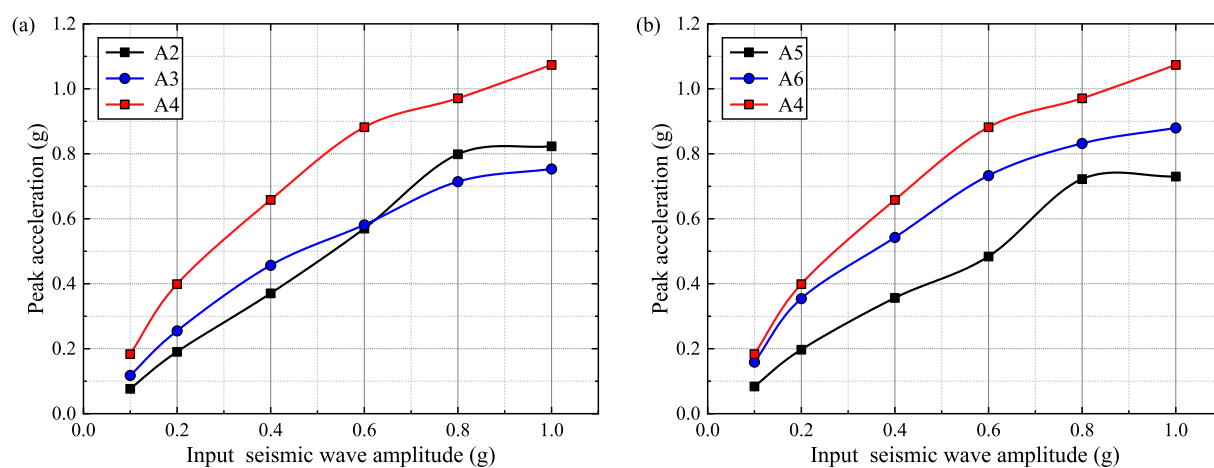 (a)
1.2
1.0
0.8
0.6
0.4
0.2
0.0
Peak acceleration (g)
A2
A3
A4
0.0 0.2 0.4 0.6 0.8 1.0
Input seismic wave amplitude (g)
(b)
1.2
1.0
0.8
0.6
0.4
0.2
0.0
Peak acceleration (g)
A5
A6
A4
0.0 0.2 0.4 0.6 0.8 1.0
Input seismic wave amplitude (g)